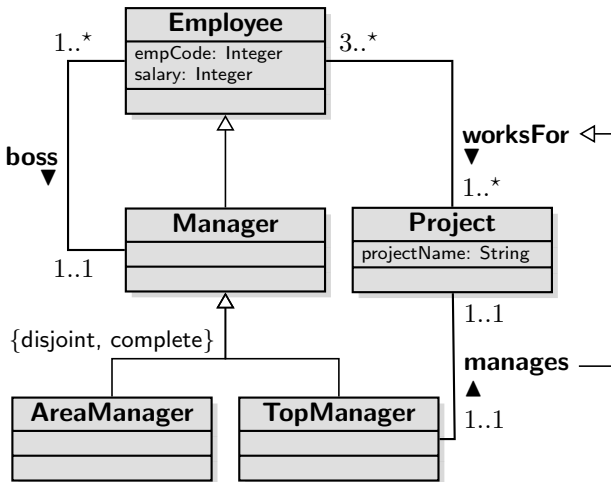 Employee
1..*
empCode: Integer
salary: Integer
3..*
boss
▼
worksFor
▼
1..*
Manager
Project
projectName: String
1..1
1..1
{disjoint, complete}
manages
▲
AreaManager
TopManager
1..1